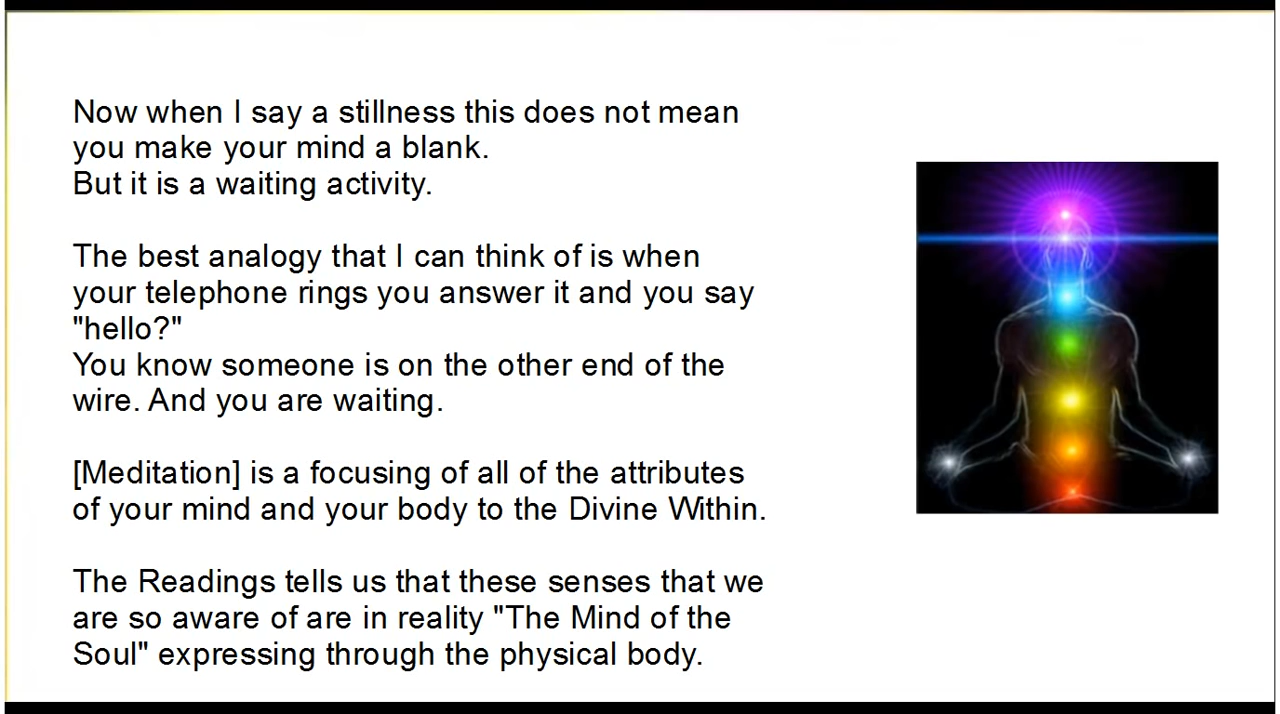 Now when I say a stillness this does not mean
you make your mind a blank.
But it is a waiting activity.
The best analogy that I can think of is when
your telephone rings you answer it and you say
"hello?"
You know someone is on the other end of the
wire. And you are waiting.
[Meditation] is a focusing of all of the attributes
of your mind and your body to the Divine Within.
The Readings tells us that these senses that we
are so aware of are in reality "The Mind of the
Soul" expressing through the physical body.